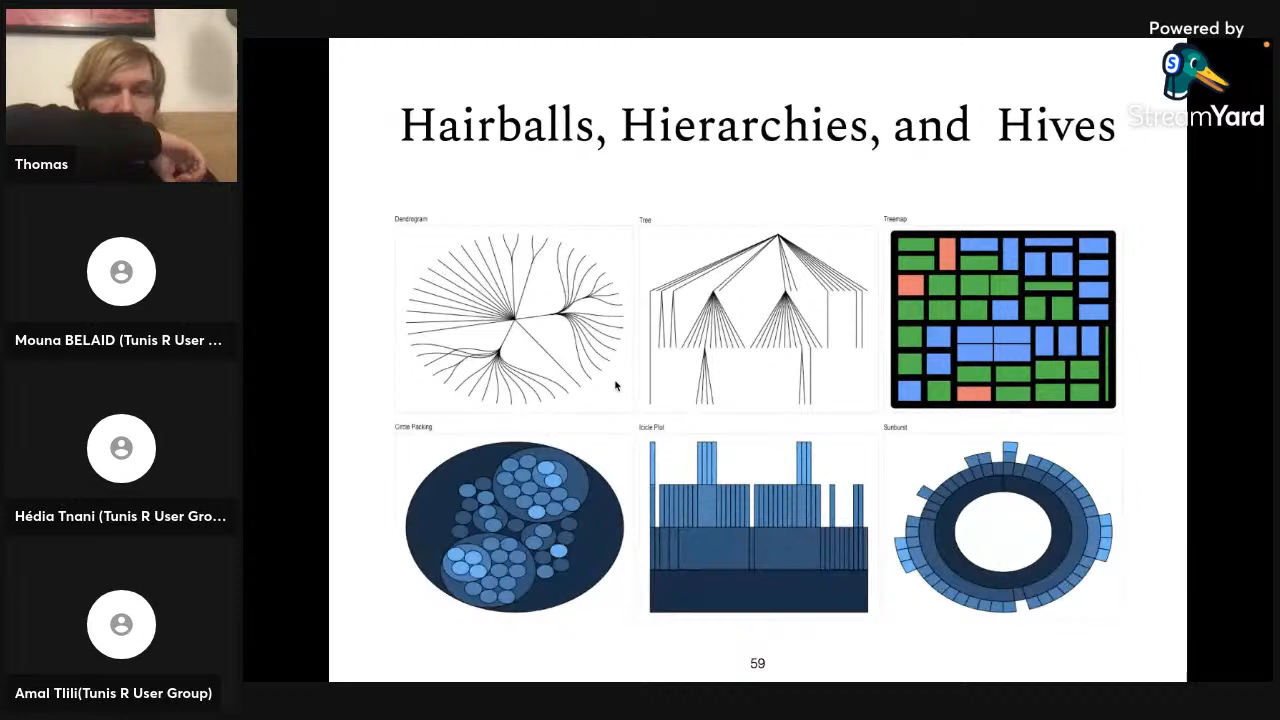 Powered by
S
StreamYard
Hairballs, Hierarchies, and Hives
Thomas
Dendrogram
Tree
Treemap
Mouna BELAID (Tunis R User ...
Circle Packing
Icicle Plot
Sunburst
Hédia Tnani (Tunis R User Gro...
Amal Tlili(Tunis R User Group)
59